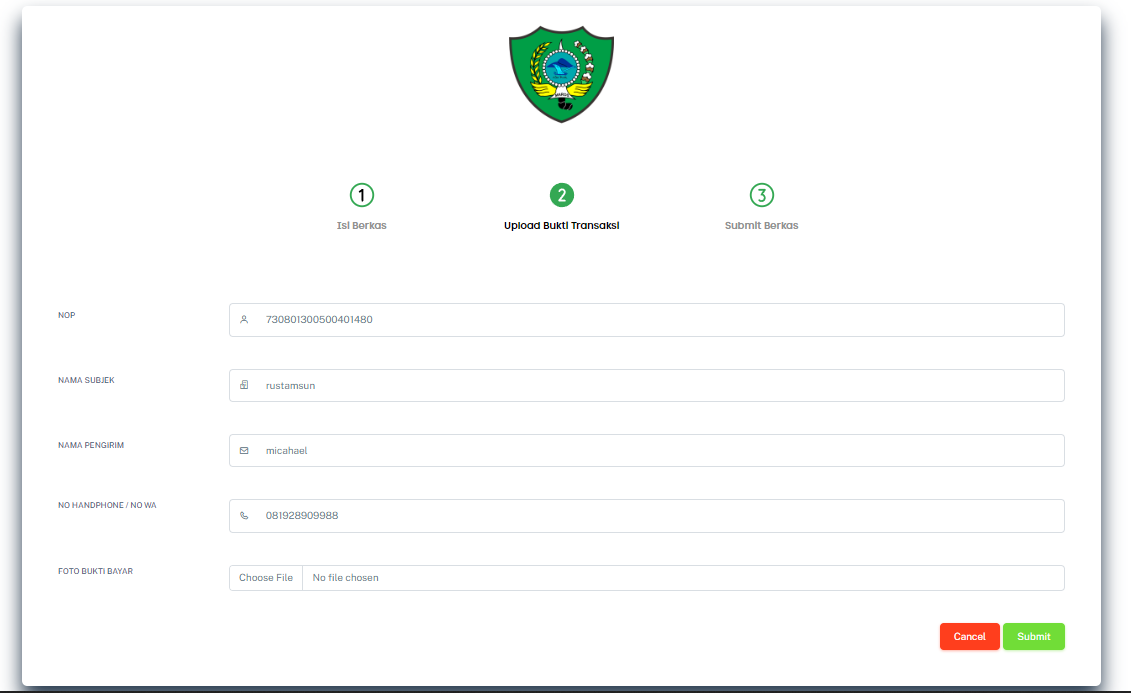 1
2
3
Isi Berkas
Upload Bukti Transaksi
Submit Berkas
NOP
730801300500401480
NAMA SUBJEK
rustamsun
NAMA PENGIRIM
micahael
NO HANDPHONE / NO WA
081928909988
FOTO BUKTI BAYAR
Choose File
No file chosen
Cancel
Submit